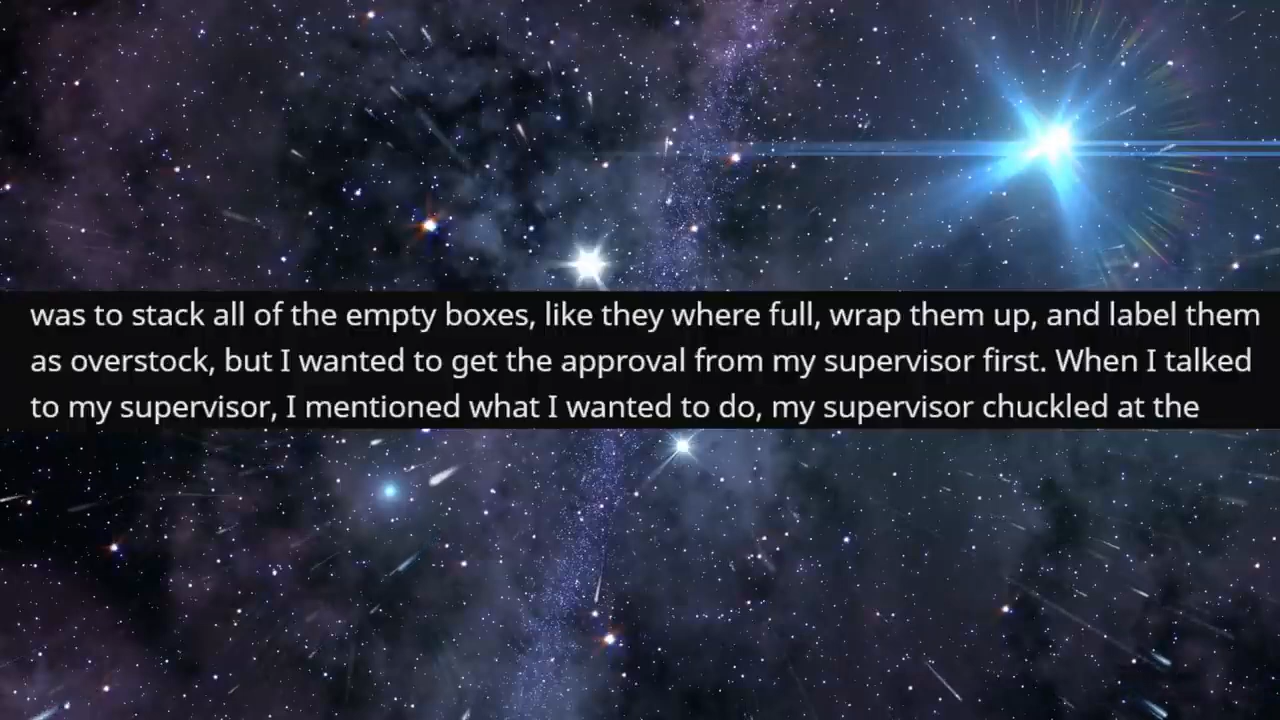 was to stack all of the empty boxes, like they where full, wrap them up, and label them
as overstock, but I wanted to get the approval from my supervisor first. When I talked
to my supervisor, I mentioned what I wanted to do, my supervisor chuckled at the